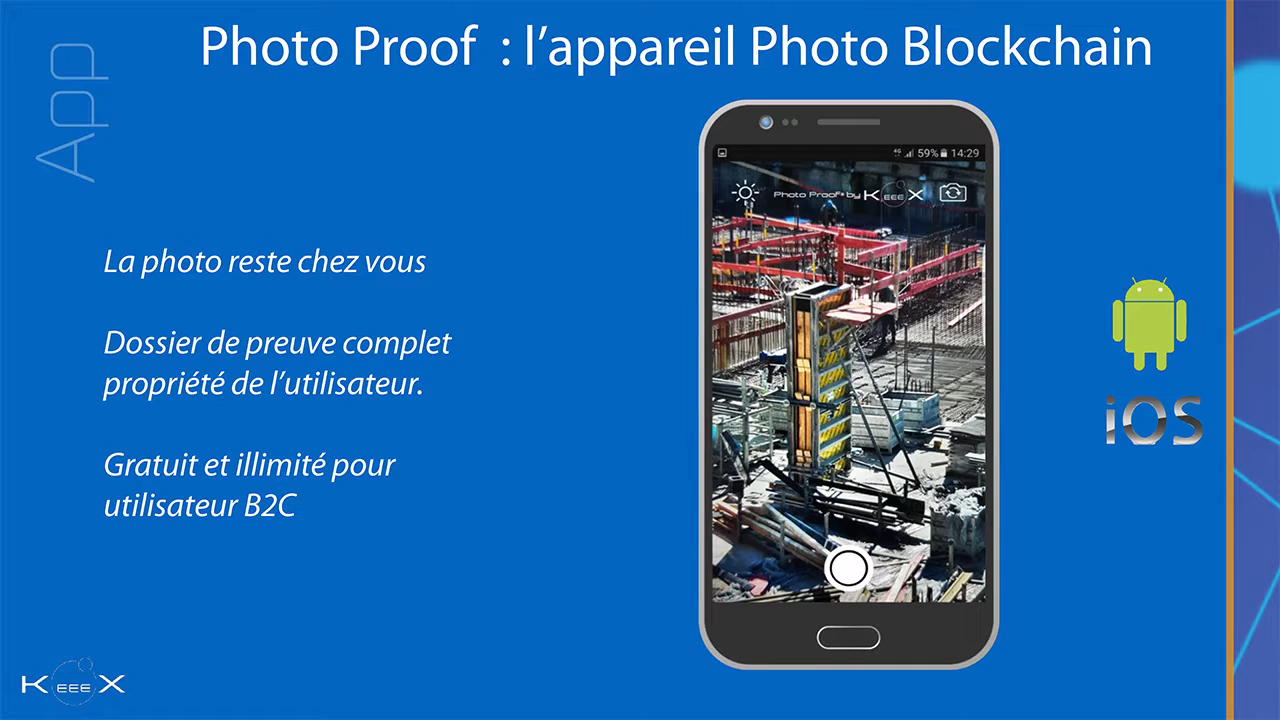 App
Photo Proof : l’appareil Photo Blockchain
4G 59% 14:29
Photo Proof® by KeeeX
La photo reste chez vous
Dossier de preuve complet
propriété de l’utilisateur.
Gratuit et illimité pour
utilisateur B2C
iOS
KeeeX